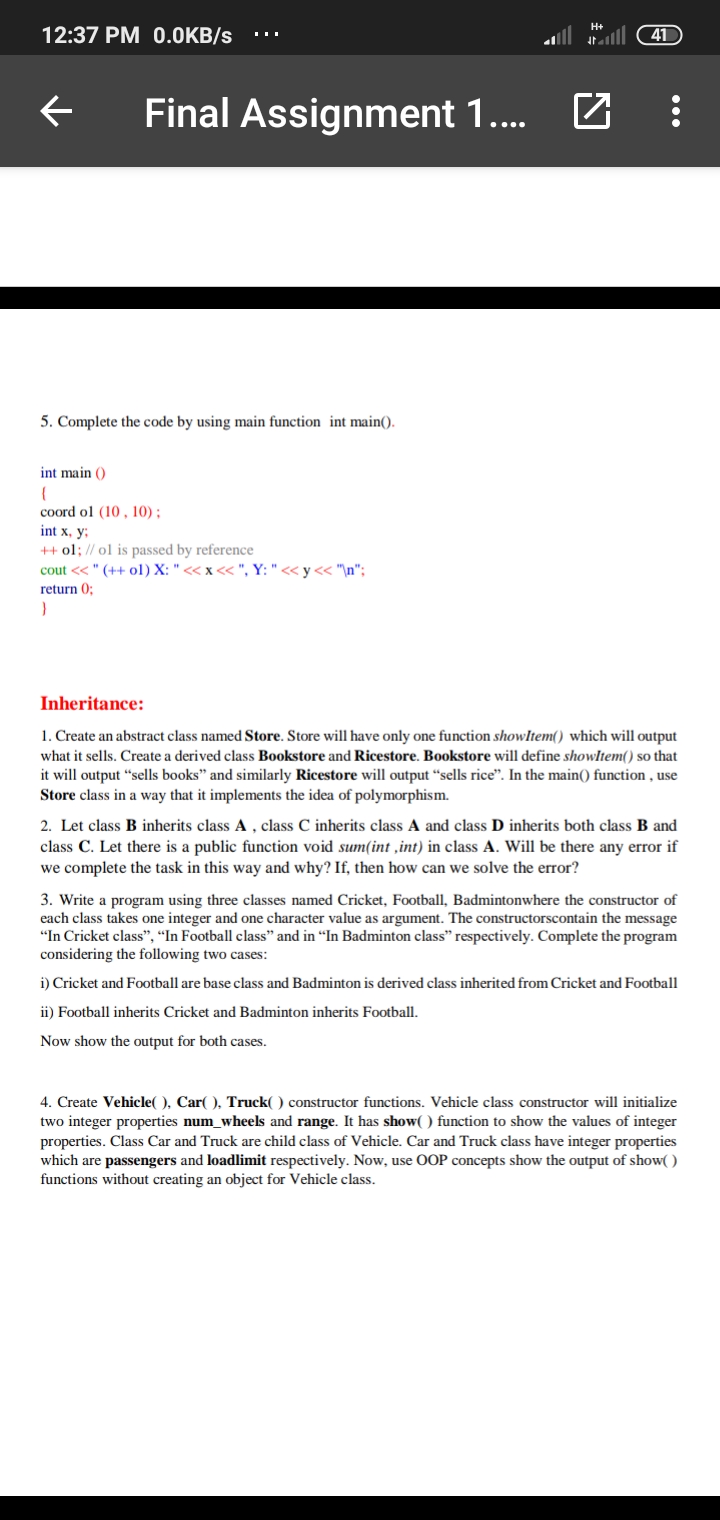 12:37 PM 0.0KB/s ...
H+
41
Final Assignment 1....
5. Complete the code by using main function int main().
int main ()
{
coord o1 (10 , 10) ;
int x, y;
++ o1; // o1 is passed by reference
cout << " (++ o1) X: " << x << ", Y: " << y << "\n";
return 0;
}
Inheritance:
1. Create an abstract class named Store. Store will have only one function showItem() which will output
what it sells. Create a derived class Bookstore and Ricestore. Bookstore will define showItem() so that
it will output “sells books” and similarly Ricestore will output “sells rice”. In the main() function , use
Store class in a way that it implements the idea of polymorphism.
2. Let class B inherits class A , class C inherits class A and class D inherits both class B and
class C. Let there is a public function void sum(int ,int) in class A. Will be there any error if
we complete the task in this way and why? If, then how can we solve the error?
3. Write a program using three classes named Cricket, Football, Badmintonwhere the constructor of
each class takes one integer and one character value as argument. The constructorscontain the message
“In Cricket class”, “In Football class” and in “In Badminton class” respectively. Complete the program
considering the following two cases:
i) Cricket and Football are base class and Badminton is derived class inherited from Cricket and Football
ii) Football inherits Cricket and Badminton inherits Football.
Now show the output for both cases.
4. Create Vehicle( ), Car( ), Truck( ) constructor functions. Vehicle class constructor will initialize
two integer properties num_wheels and range. It has show( ) function to show the values of integer
properties. Class Car and Truck are child class of Vehicle. Car and Truck class have integer properties
which are passengers and loadlimit respectively. Now, use OOP concepts show the output of show( )
functions without creating an object for Vehicle class.